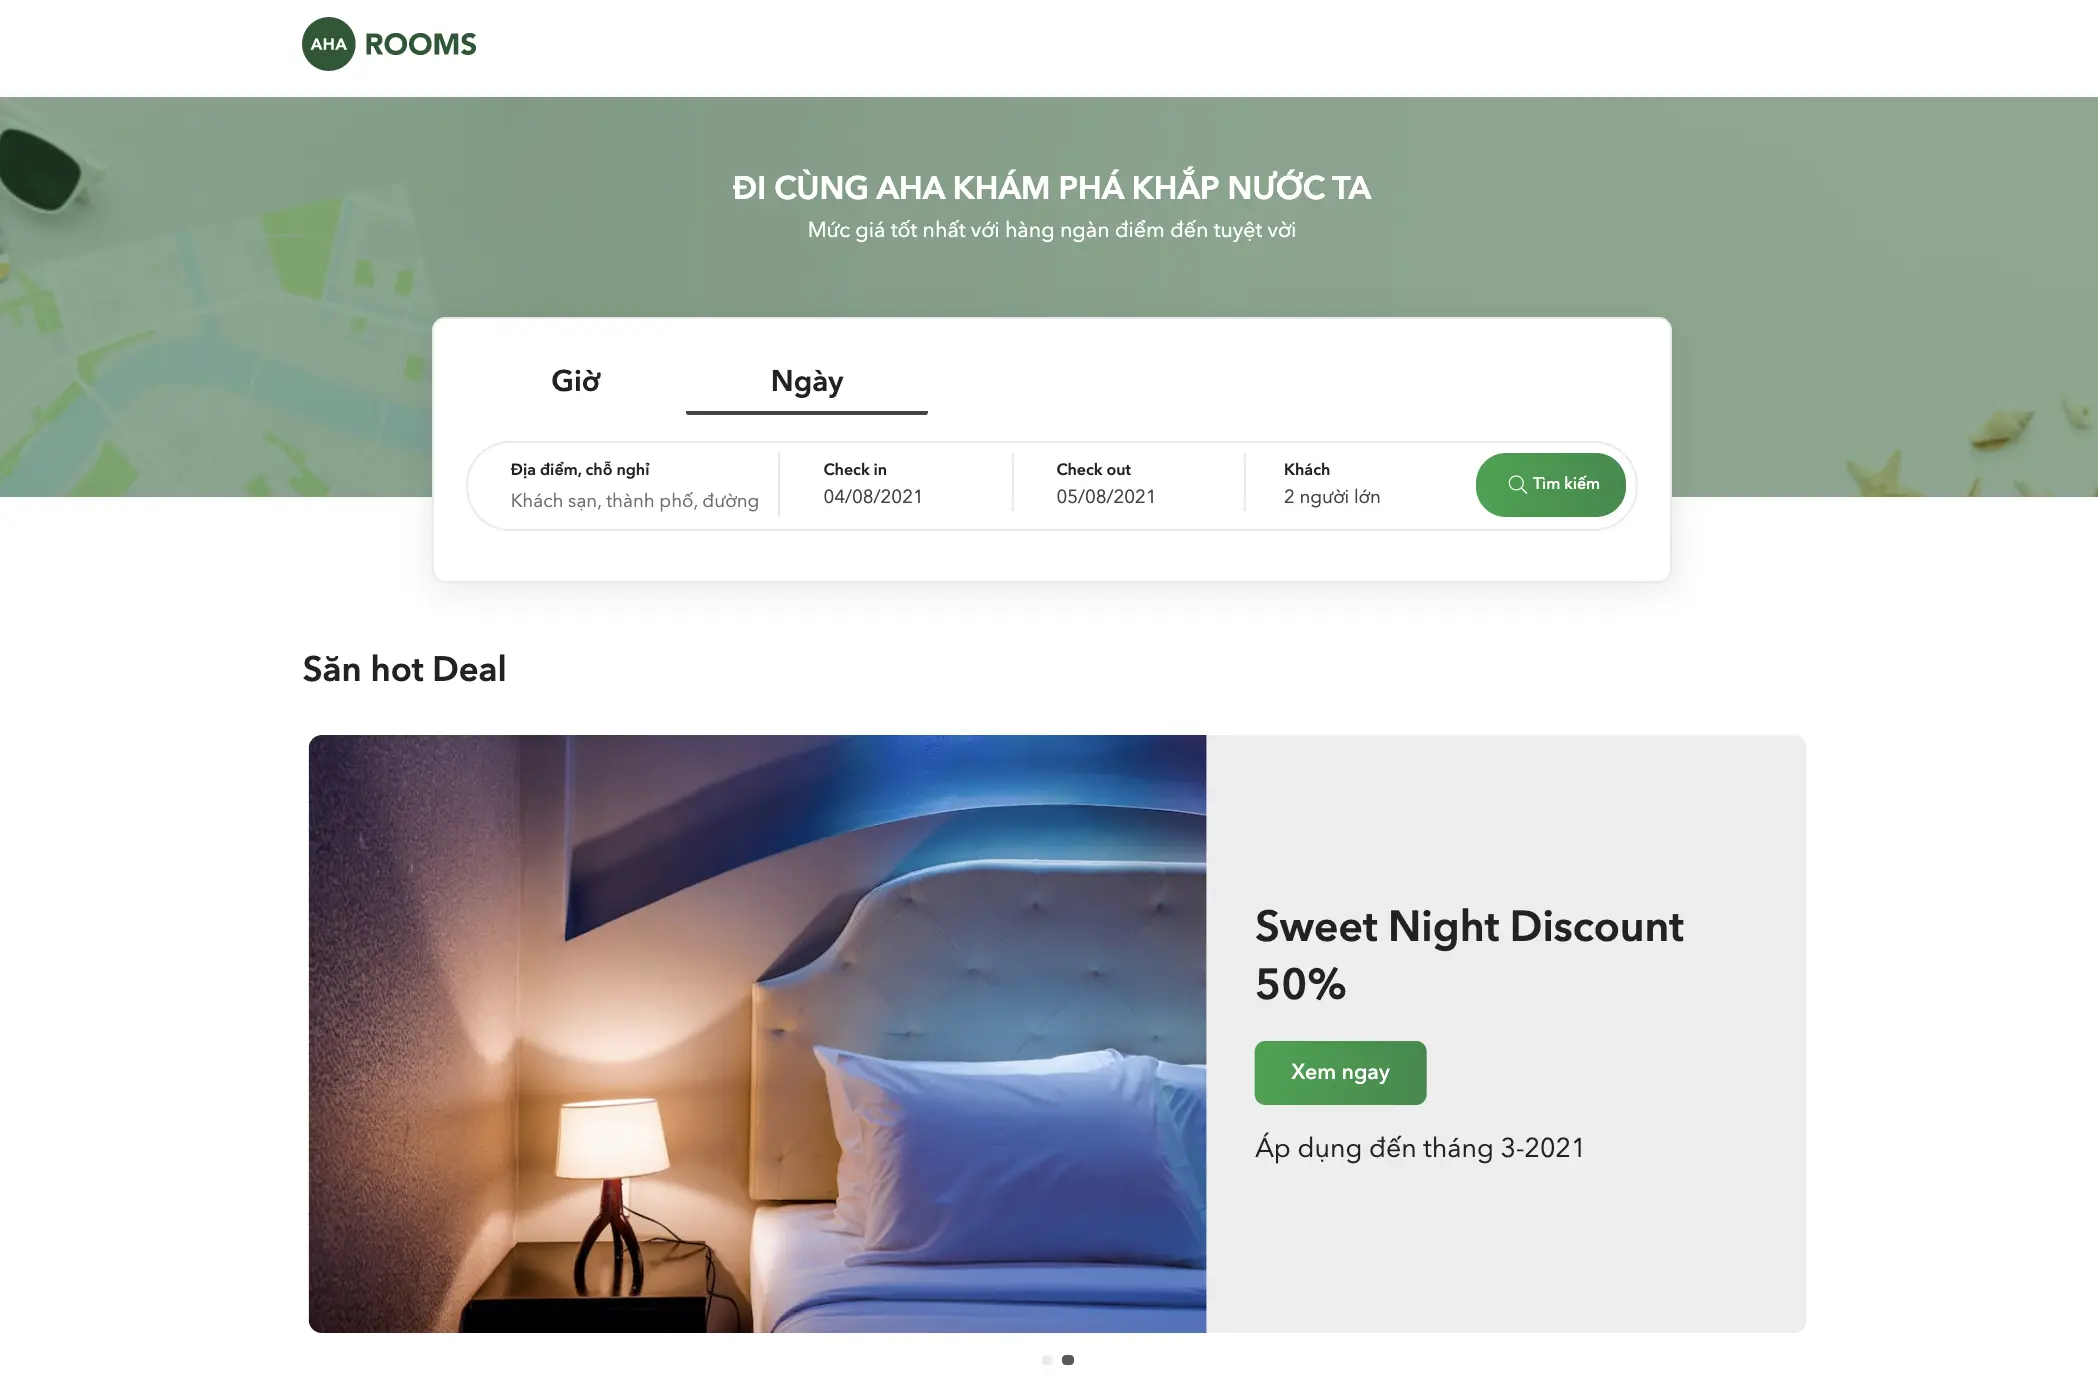 AHA ROOMS
ĐI CÙNG AHA KHÁM PHÁ KHẮP NƯỚC TA
Mức giá tốt nhất với hàng ngàn điểm đến tuyệt vời
Giờ
Ngày
Địa điểm, chỗ nghỉ
Khách sạn, thành phố, đường
Check in
04/08/2021
Check out
05/08/2021
Khách
2 người lớn
Tìm kiếm
Săn hot Deal
Sweet Night Discount
50%
Xem ngay
Áp dụng đến tháng 3-2021